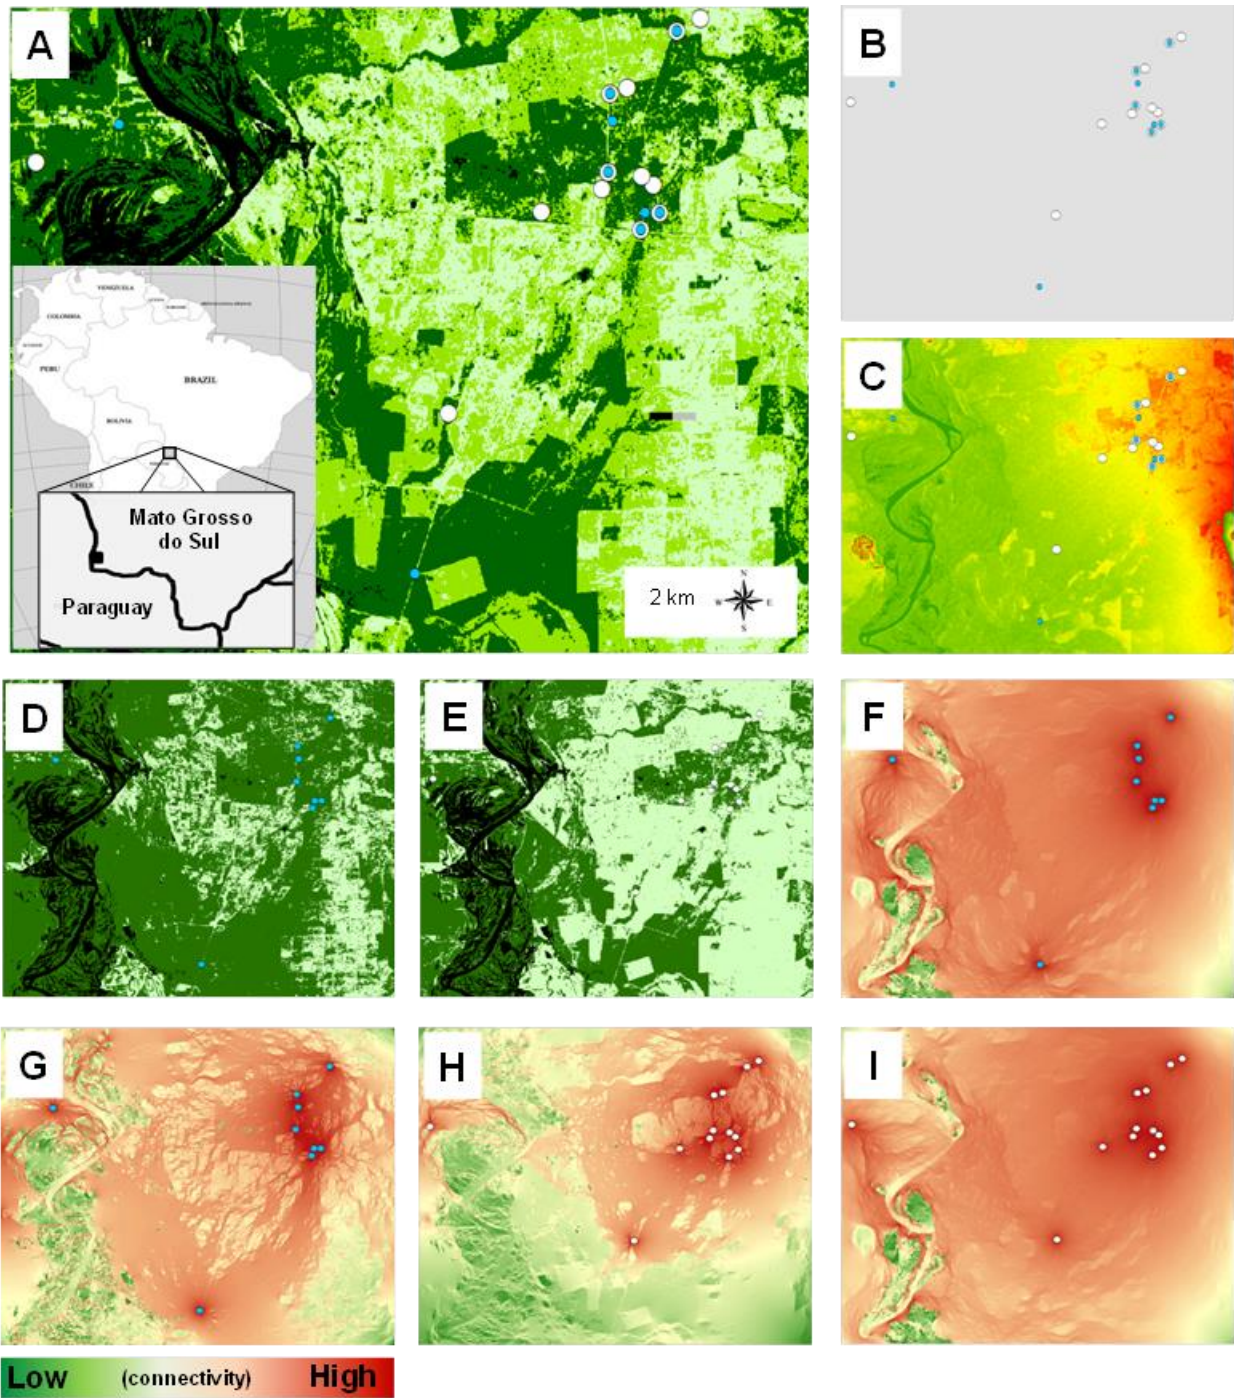 A
B
VENEZUELA
COLOMBIA
PERU
BRAZIL
BOLIVIA
CHILE
Mato Grosso
do Sul
Paraguay
2 km
N
W E
S
C
D
E
F
G
H
I
Low (connectivity) High